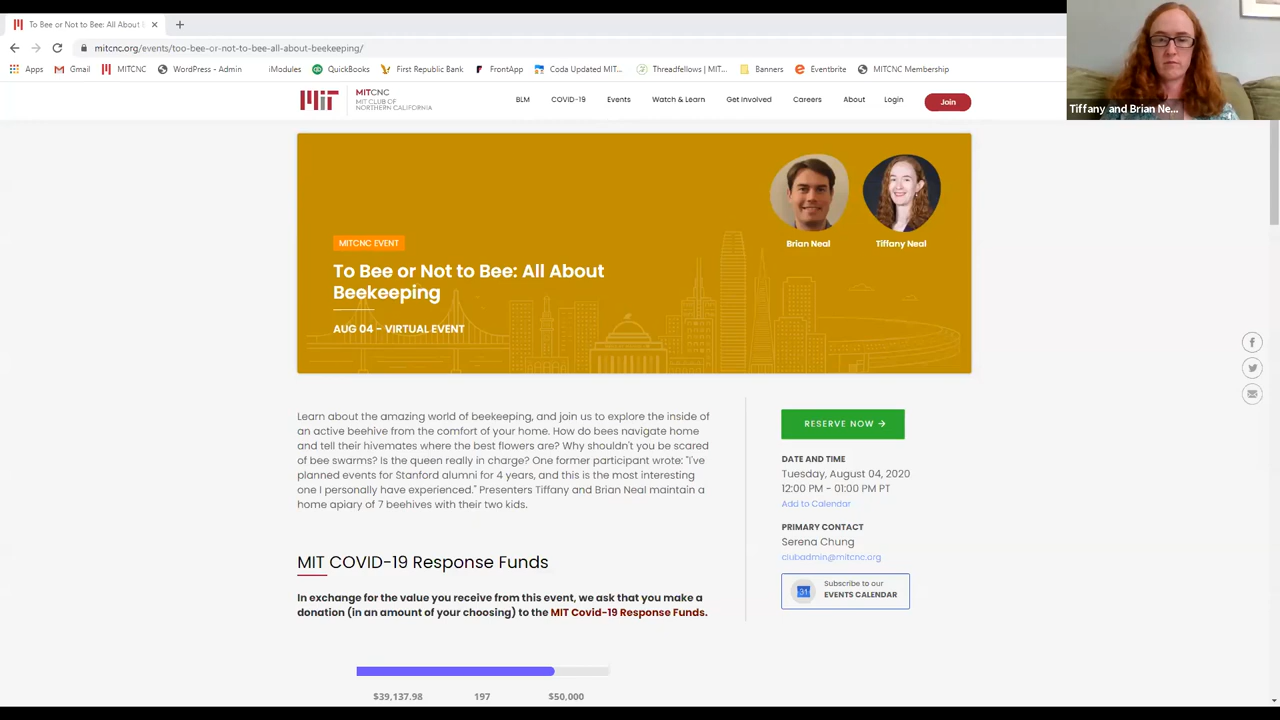 To Bee or Not to Bee: All About B
mitcnc.org/events/too-bee-or-not-to-bee-all-about-beekeeping/
Apps Gmail MITCNC WordPress - Admin iModules QuickBooks First Republic Bank FrontApp Coda Updated MIT... Threadfellows | MIT... Banners Eventbrite MITCNC Membership
Tiffany and Brian Ne...
MIT
MITCNC
MIT CLUB OF
NORTHERN CALIFORNIA
BLM COVID-19 Events Watch & Learn Get Involved Careers About Login Join
Brian Neal Tiffany Neal
MITCNC EVENT
To Bee or Not to Bee: All About
Beekeeping
AUG 04 - VIRTUAL EVENT
Learn about the amazing world of beekeeping, and join us to explore the inside of
an active beehive from the comfort of your home. How do bees navigate home
and tell their hivemates where the best flowers are? Why shouldn't you be scared
of bee swarms? Is the queen really in charge? One former participant wrote: "I've
planned events for Stanford alumni for 4 years, and this is the most interesting
one I personally have experienced." Presenters Tiffany and Brian Neal maintain a
home apiary of 7 beehives with their two kids.
MIT COVID-19 Response Funds
In exchange for the value you receive from this event, we ask that you make a
donation (in an amount of your choosing) to the MIT Covid-19 Response Funds.
$39,137.98 197 $50,000
RESERVE NOW →
DATE AND TIME
Tuesday, August 04, 2020
12:00 PM - 01:00 PM PT
Add to Calendar
PRIMARY CONTACT
Serena Chung
clubadmin@mitcnc.org
31
Subscribe to our
EVENTS CALENDAR